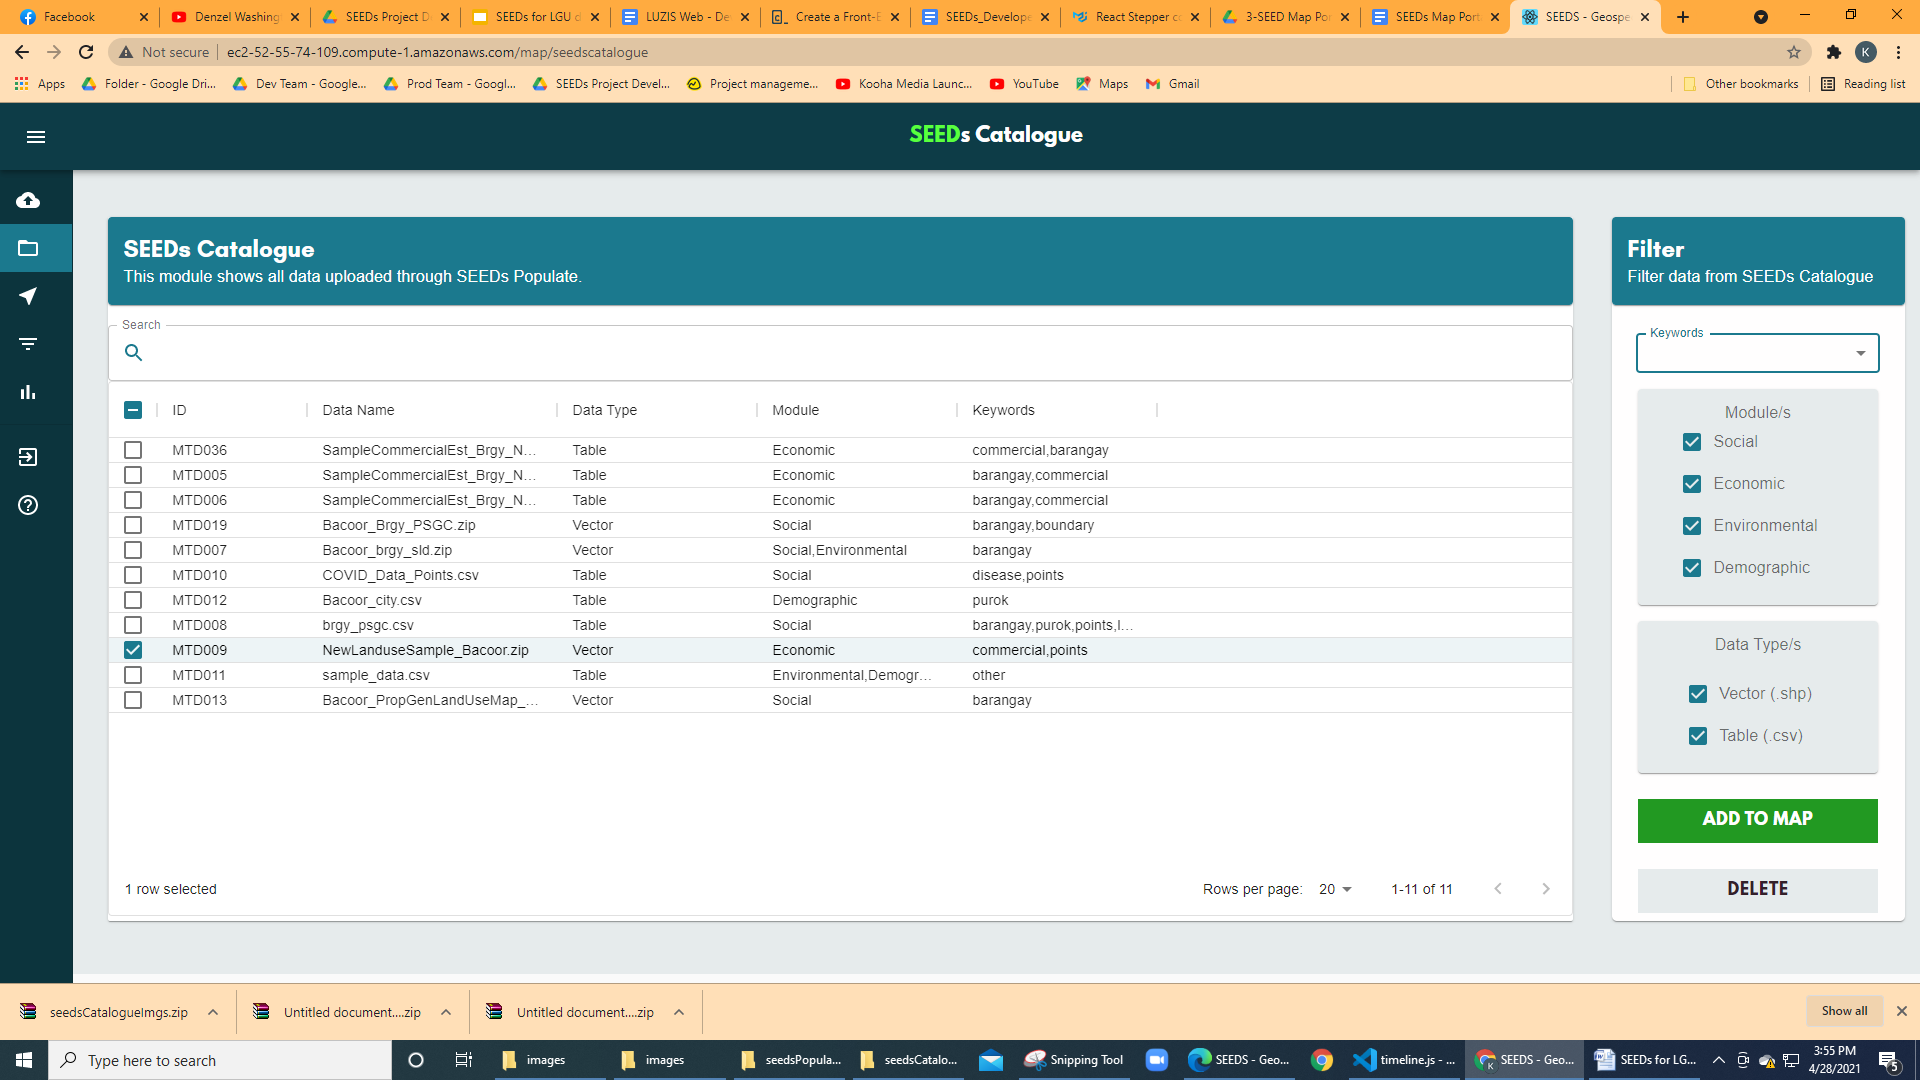 Facebook
Denzel Washing
SEEDs Project D
SEEDs for LGU d
LUZIS Web - De
Create a Front-E
SEEDs_Develope
React Stepper co
3-SEED Map Por
SEEDs Map Port
SEEDS - Geospe
Not secure
ec2-52-55-74-109.compute-1.amazonaws.com/map/seedscatalogue
K
Apps
Folder - Google Dri...
Dev Team - Google...
Prod Team - Googl...
SEEDs Project Devel...
Project manageme...
Kooha Media Launc...
YouTube
Maps
Gmail
Other bookmarks
Reading list
SEEDs Catalogue
SEEDs Catalogue
This module shows all data uploaded through SEEDs Populate.
Search
ID Data Name Data Type Module Keywords
MTD036 SampleCommercialEst_Brgy_N... Table Economic commercial,barangay
MTD005 SampleCommercialEst_Brgy_N... Table Economic barangay,commercial
MTD006 SampleCommercialEst_Brgy_N... Table Economic barangay,commercial
MTD019 Bacoor_Brgy_PSGC.zip Vector Social barangay,boundary
MTD007 Bacoor_brgy_sld.zip Vector Social,Environmental barangay
MTD010 COVID_Data_Points.csv Table Social disease,points
MTD012 Bacoor_city.csv Table Demographic purok
MTD008 brgy_psgc.csv Table Social barangay,purok,points,l...
MTD009 NewLanduseSample_Bacoor.zip Vector Economic commercial,points
MTD011 sample_data.csv Table Environmental,Demogr... other
MTD013 Bacoor_PropGenLandUseMap_... Vector Social barangay
1 row selected
Rows per page: 20
1-11 of 11
Filter
Filter data from SEEDs Catalogue
Keywords
Module/s
Social
Economic
Environmental
Demographic
Data Type/s
Vector (.shp)
Table (.csv)
ADD TO MAP
DELETE
seedsCatalogueImgs.zip
Untitled document....zip
Untitled document....zip
Show all
Type here to search
images
images
seedsPopula...
seedsCatalo...
Snipping Tool
SEEDS - Geo...
timeline.js - ...
K
SEEDS - Geo...
SEEDs for LG...
3:55 PM
4/28/2021
5